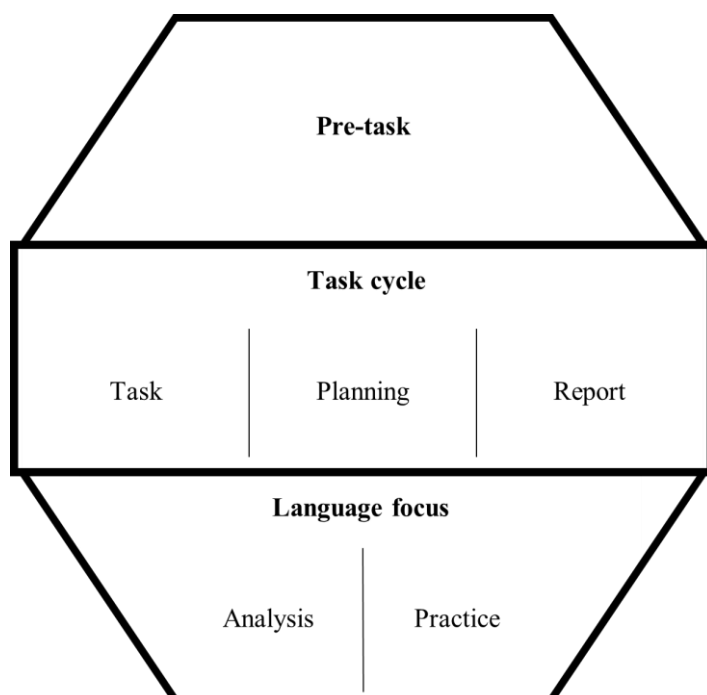 Pre-task
Task cycle
Task Planning Report
Language focus
Analysis Practice